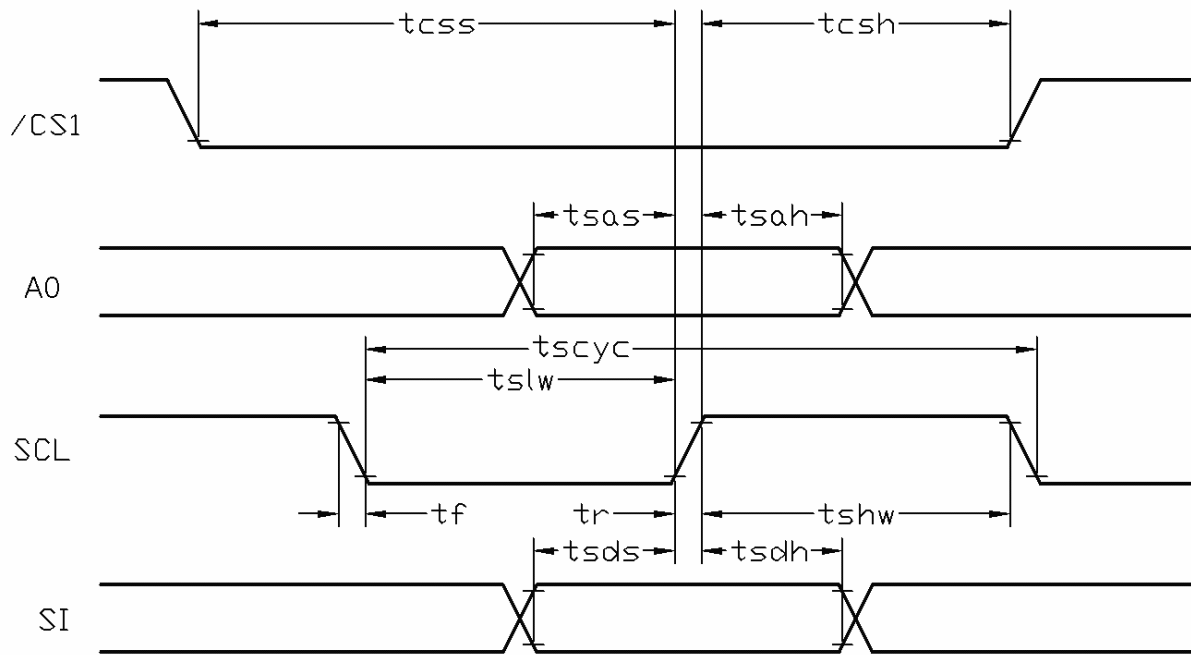 tcss tcsh
/CS1
tsas tsah
A0
tscyc
tslw
SCL
tf tr tshw
tsds tsdh
SI